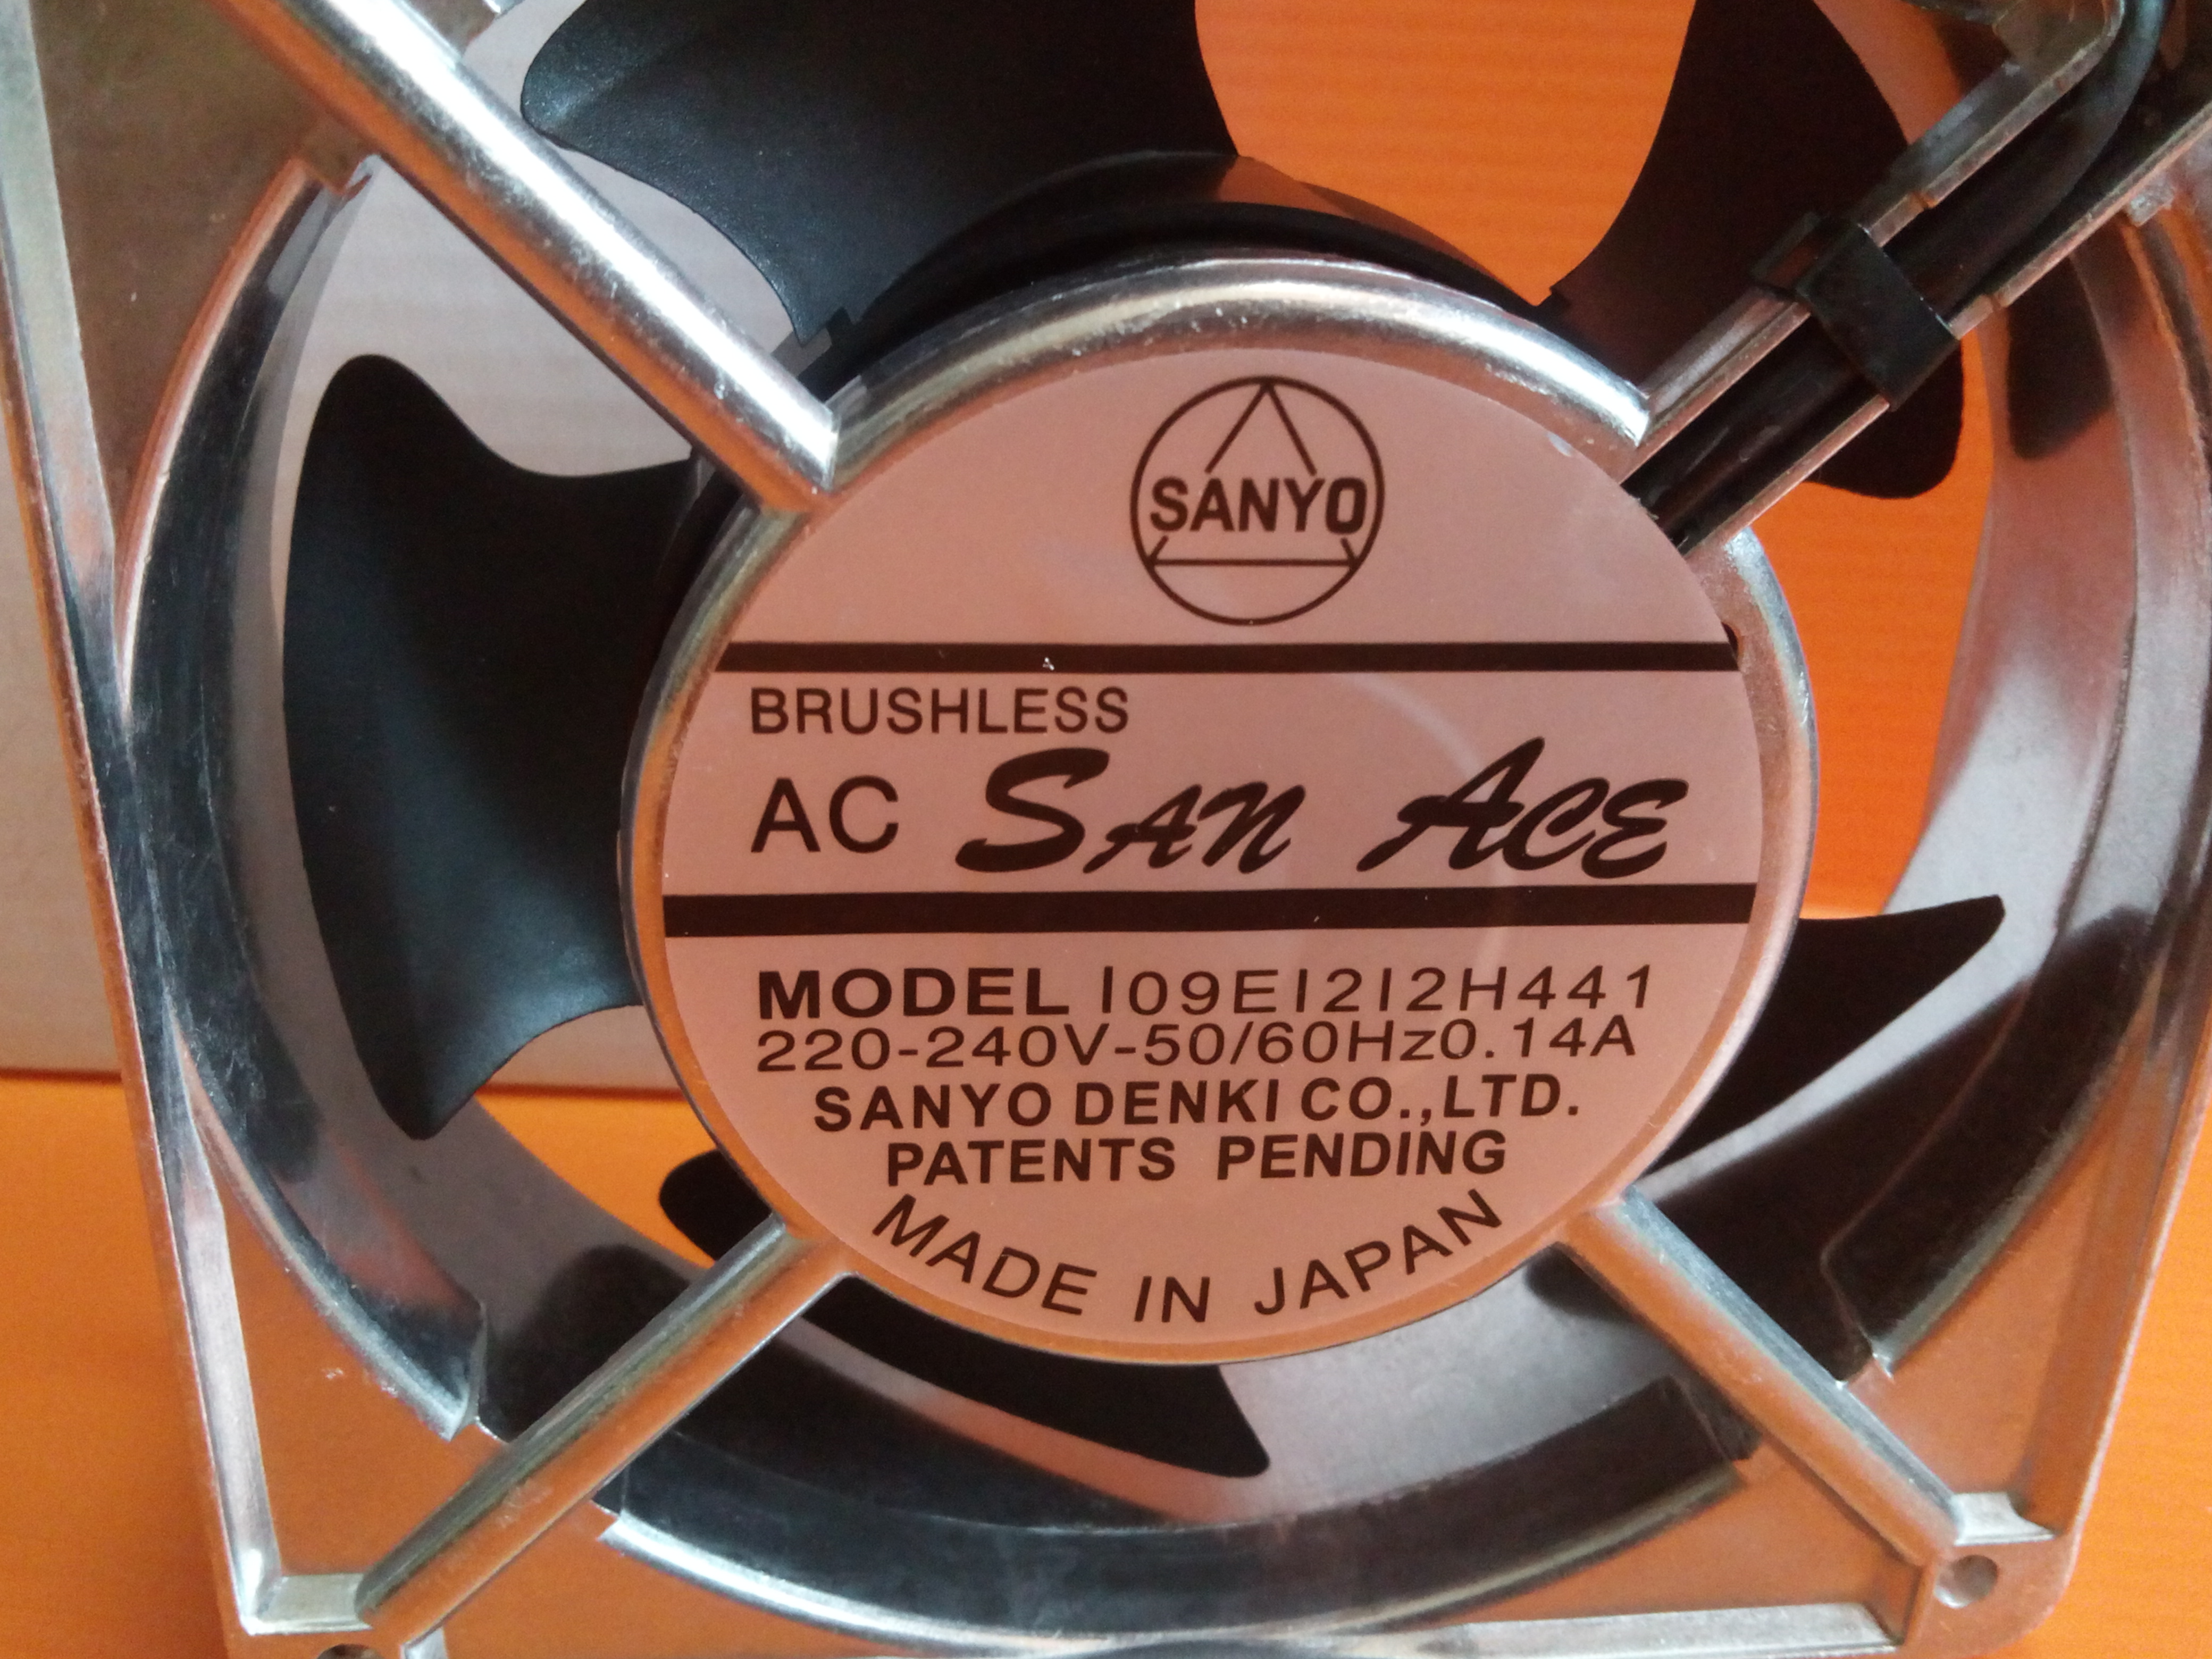 SANYO
BRUSHLESS
AC SAN ACE
MODEL 109E1212H441
220-240V-50/60Hz0.14A
SANYO DENKI CO.,LTD.
PATENTS PENDING
MADE IN JAPAN